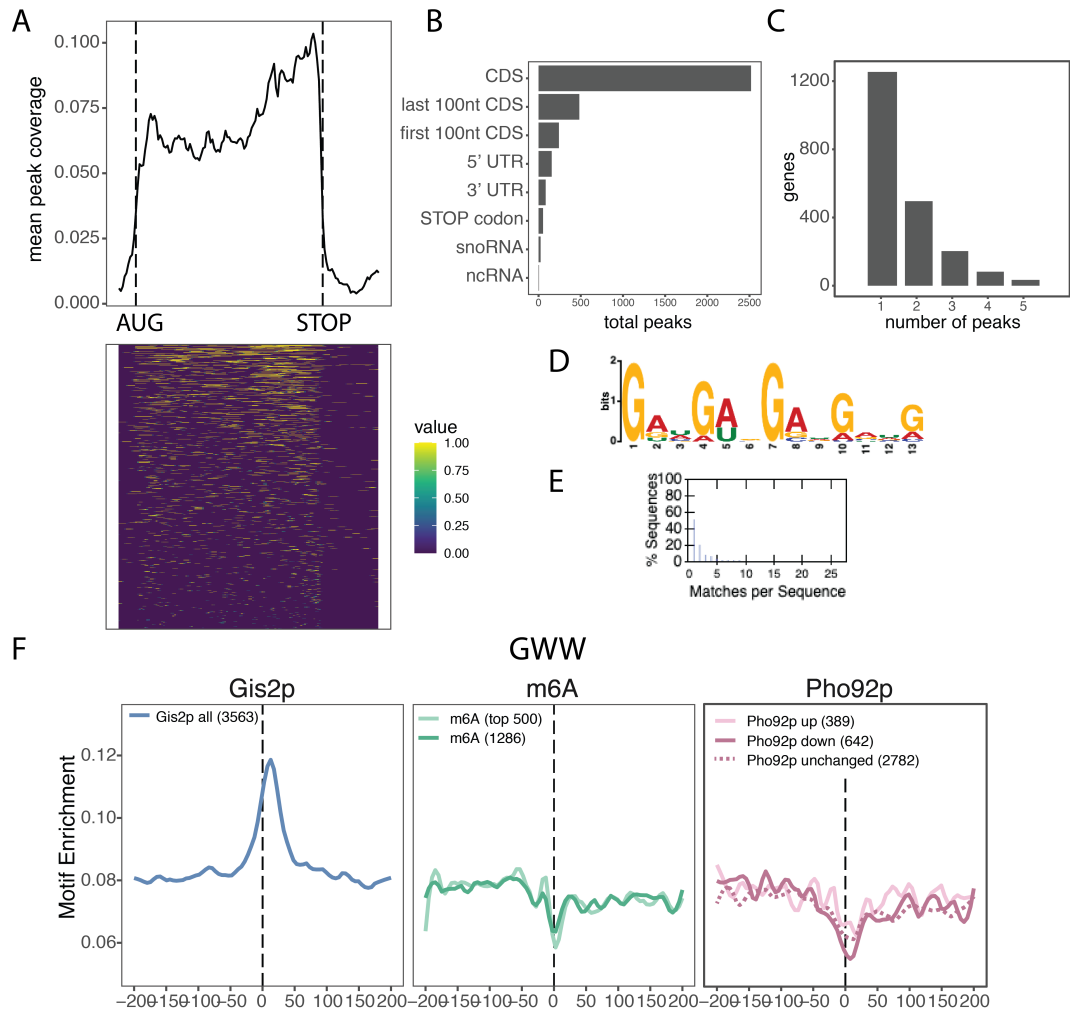 A
B
C
mean peak coverage
0.100
0.075
0.050
0.025
0.000
AUG
STOP
CDS
last 100nt CDS
first 100nt CDS
5' UTR
3' UTR
STOP codon
snoRNA
ncRNA
0 500 1000 1500 2000 2500
total peaks
genes
1200
800
400
0
1 2 3 4 5
number of peaks
value
1.00
0.75
0.50
0.25
0.00
D
bits
2
1
0
G A G A G A G G
1 2 3 4 5 6 7 8 9 10 11 12 13
E
% Sequences
100
80
60
40
20
0
0 5 10 15 20 25
Matches per Sequence
F
GWW
Gis2p
m6A
Pho92p
Motif Enrichment
0.12
0.10
0.08
0.06
Gis2p all (3563)
m6A (top 500)
m6A (1286)
Pho92p up (389)
Pho92p down (642)
Pho92p unchanged (2782)
−200 −150 −100 −50 0 50 100 150 200
−200 −150 −100 −50 0 50 100 150 200
−200 −150 −100 −50 0 50 100 150 200